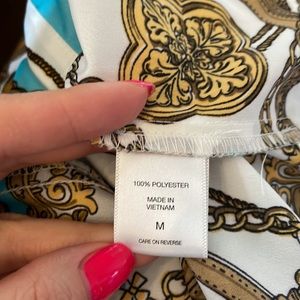 100% POLYESTER
MADE IN
VIETNAM
M
CARE ON REVERSE